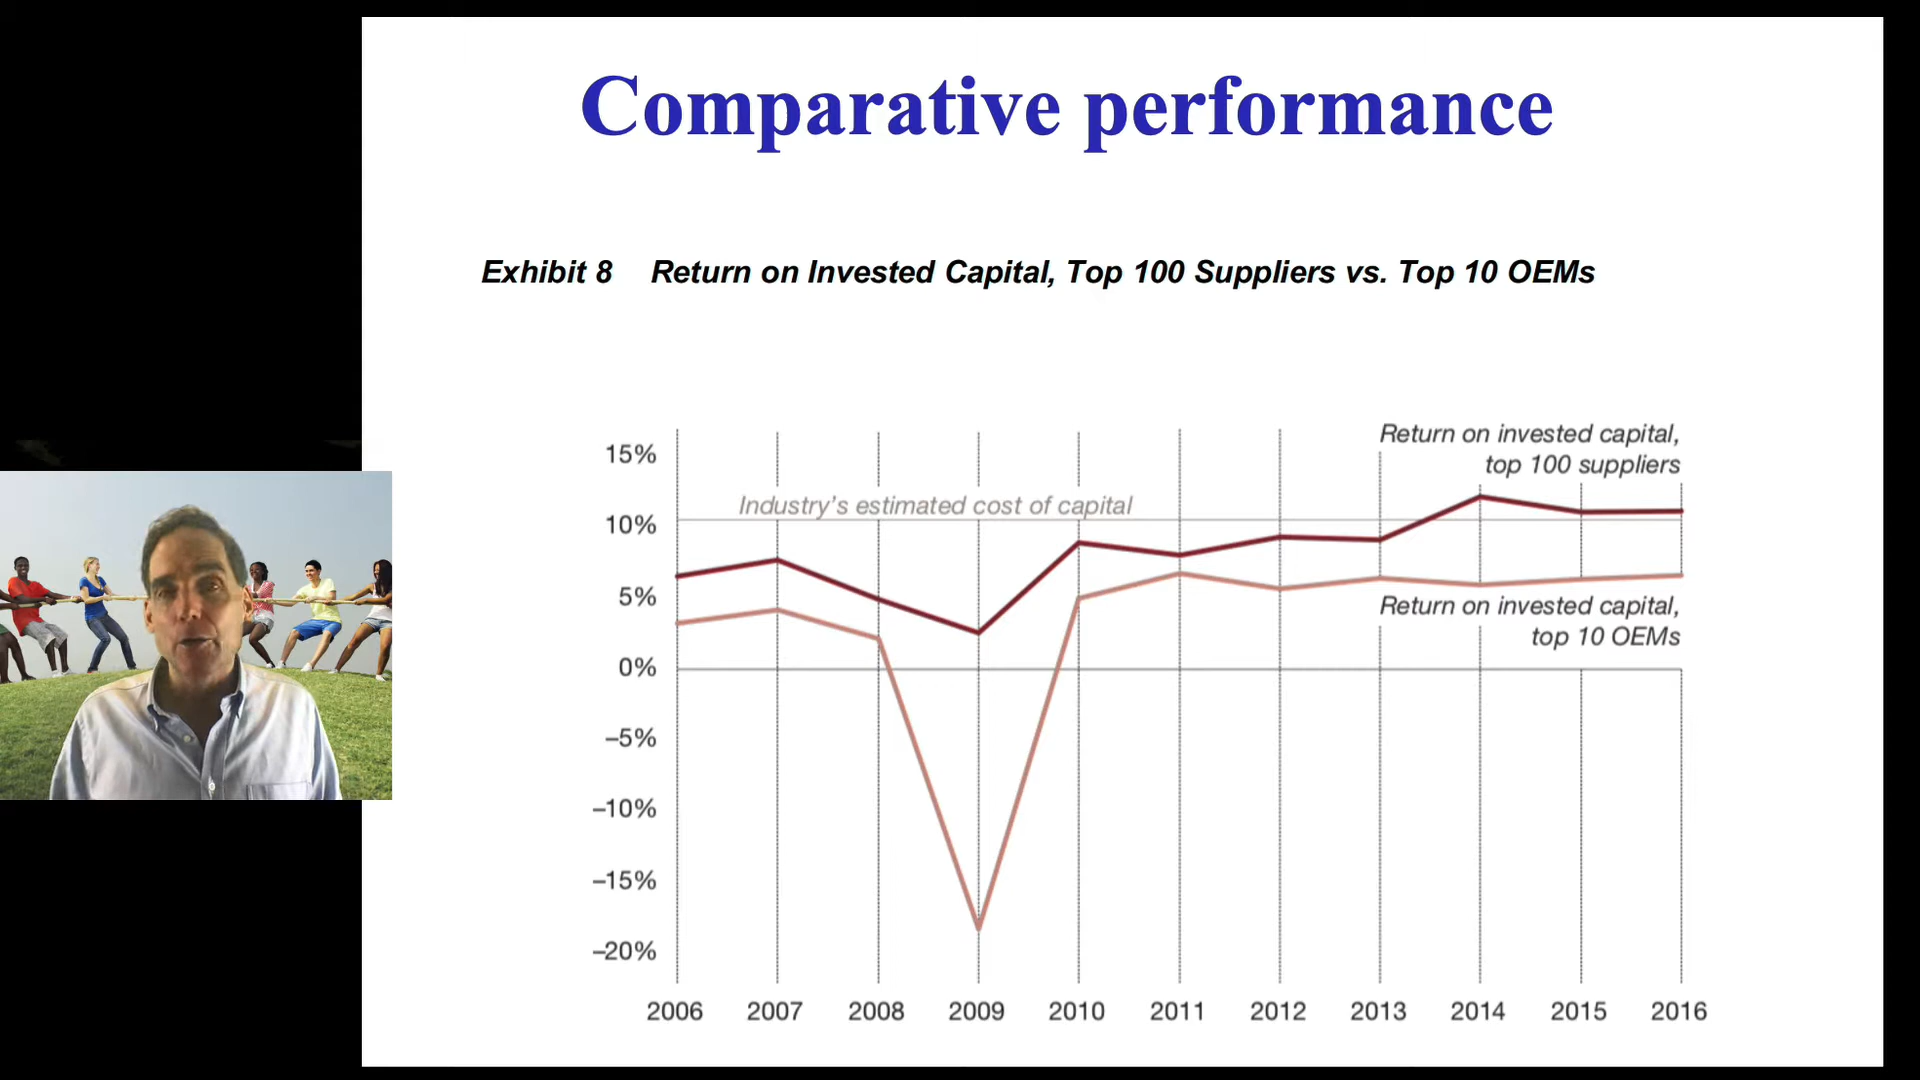 Comparative performance
Exhibit 8 Return on Invested Capital, Top 100 Suppliers vs. Top 10 OEMs
Return on invested capital,
top 100 suppliers
Industry's estimated cost of capital
Return on invested capital,
top 10 OEMs
15%
10%
5%
0%
–5%
–10%
–15%
–20%
2006 2007 2008 2009 2010 2011 2012 2013 2014 2015 2016